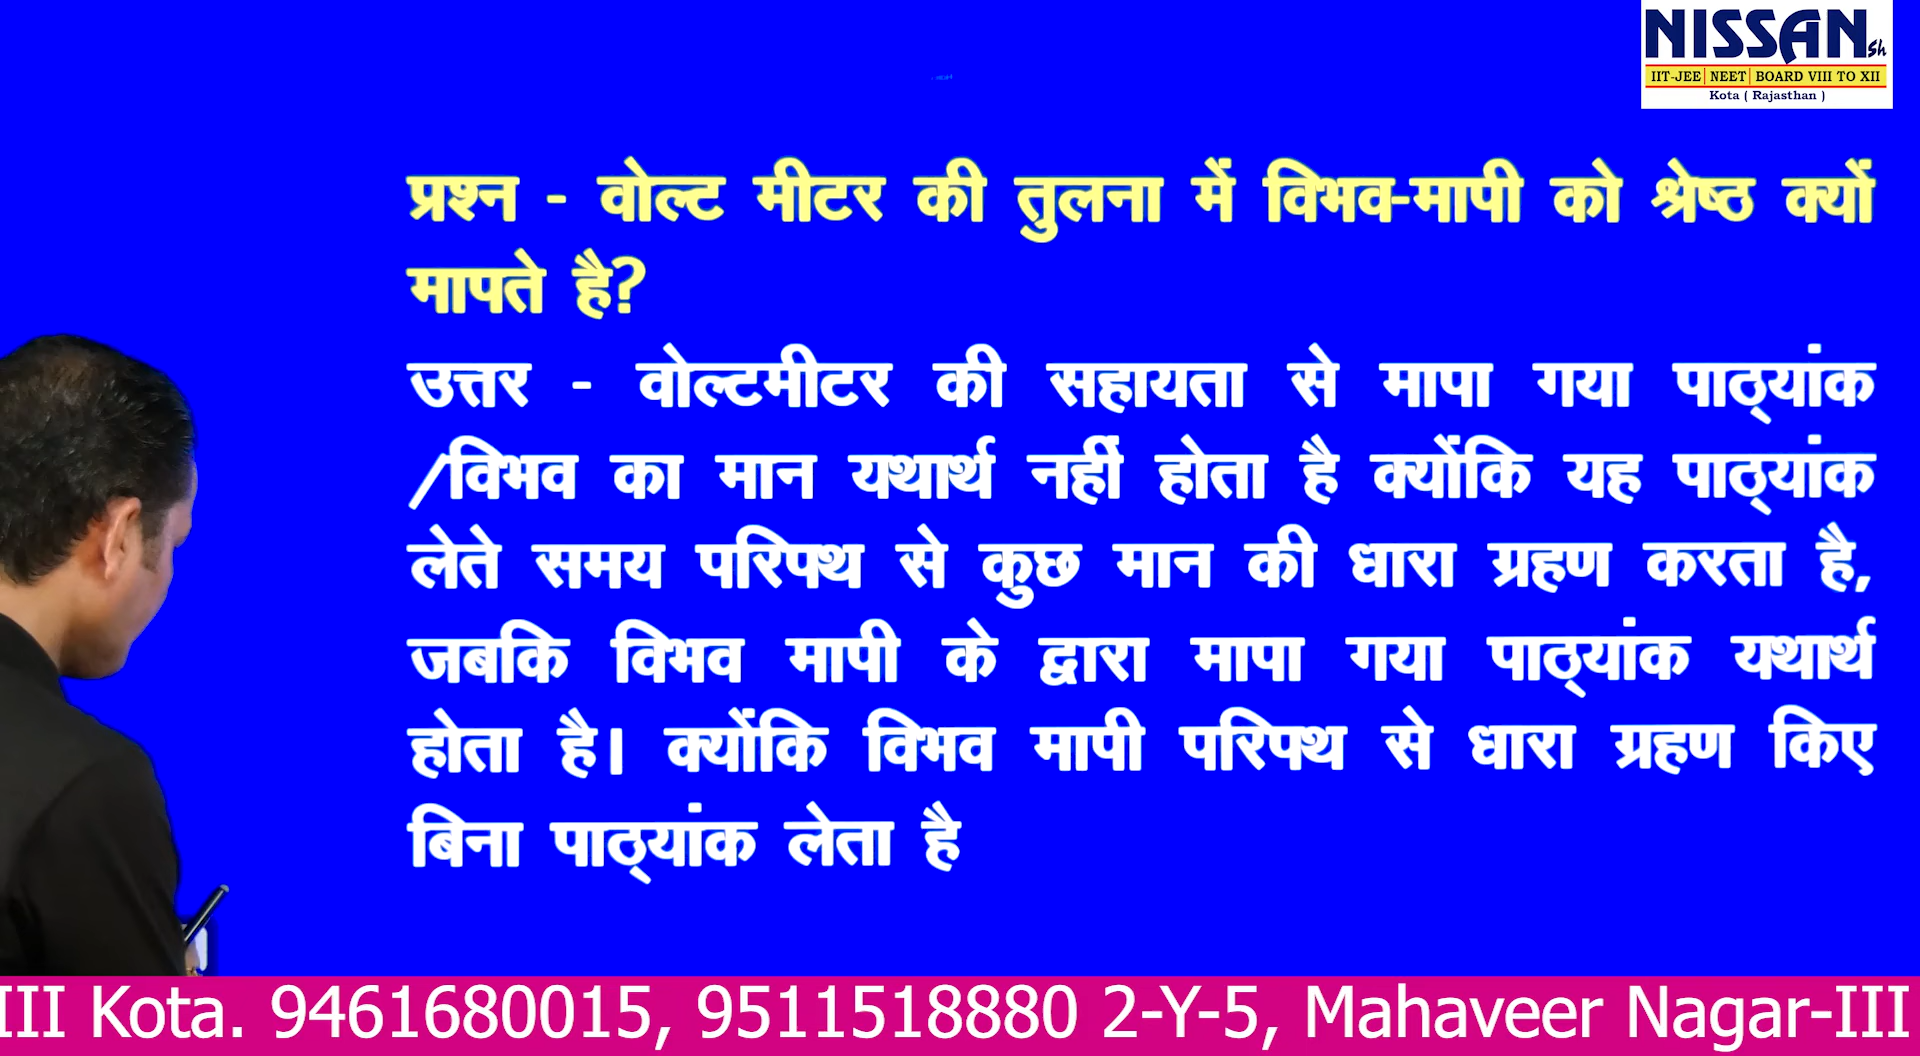 NISSAN sh
IIT-JEE | NEET | BOARD VIII TO XII
Kota ( Rajasthan )
प्रश्न - वोल्ट मीटर की तुलना में विभव-मापी को श्रेष्ठ क्यों
मापते है?
उत्तर - वोल्टमीटर की सहायता से मापा गया पाठ्यांक
/विभव का मान यथार्थ नहीं होता है क्योंकि यह पाठ्यांक
लेते समय परिपथ से कुछ मान की धारा ग्रहण करता है,
जबकि विभव मापी के द्वारा मापा गया पाठ्यांक यथार्थ
होता है। क्योंकि विभव मापी परिपथ से धारा ग्रहण किए
बिना पाठ्यांक लेता है
III Kota. 9461680015, 9511518880 2-Y-5, Mahaveer Nagar-III